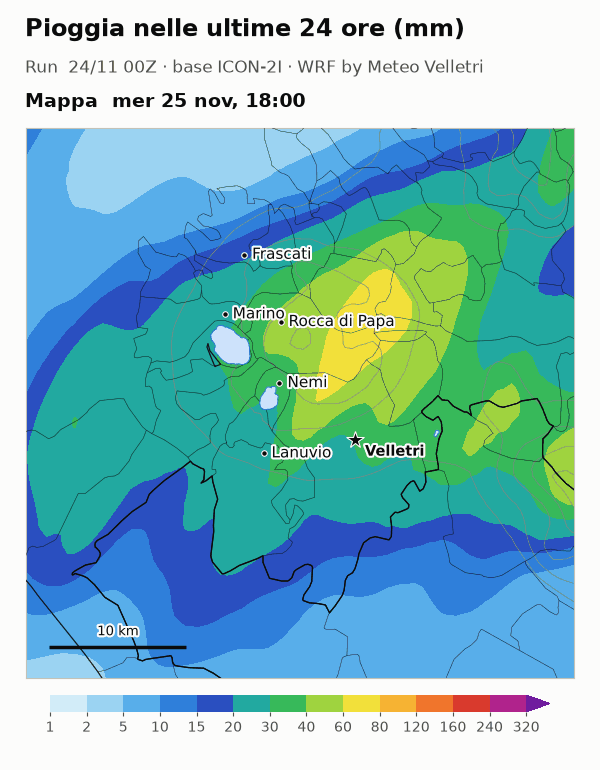 Pioggia nelle ultime 24 ore (mm)
Run 24/11 00Z · base ICON-2I · WRF by Meteo Velletri
Mappa mer 25 nov, 18:00
Frascati
Marino
Rocca di Papa
Nemi
Velletri
Lanuvio
10 km
1 2 5 10 15 20 30 40 60 80 120 160 240 320